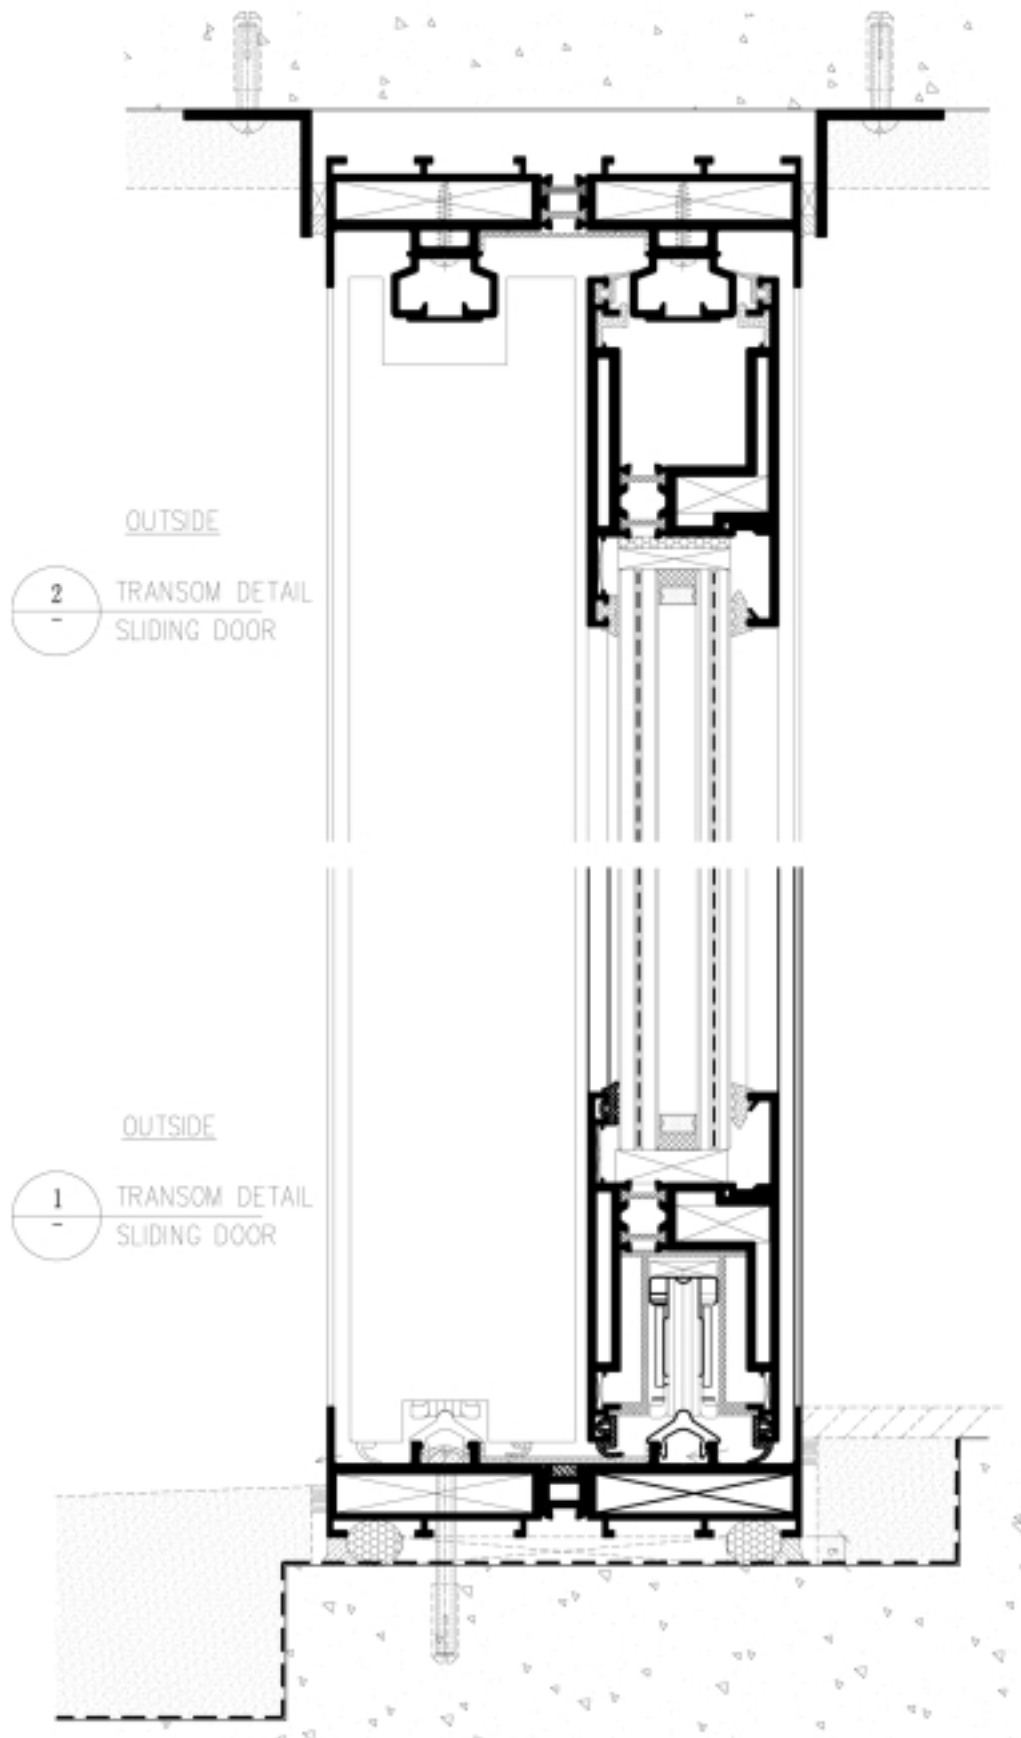 OUTSIDE
2
-
TRANSOM DETAIL
SLIDING DOOR
OUTSIDE
1
-
TRANSOM DETAIL
SLIDING DOOR